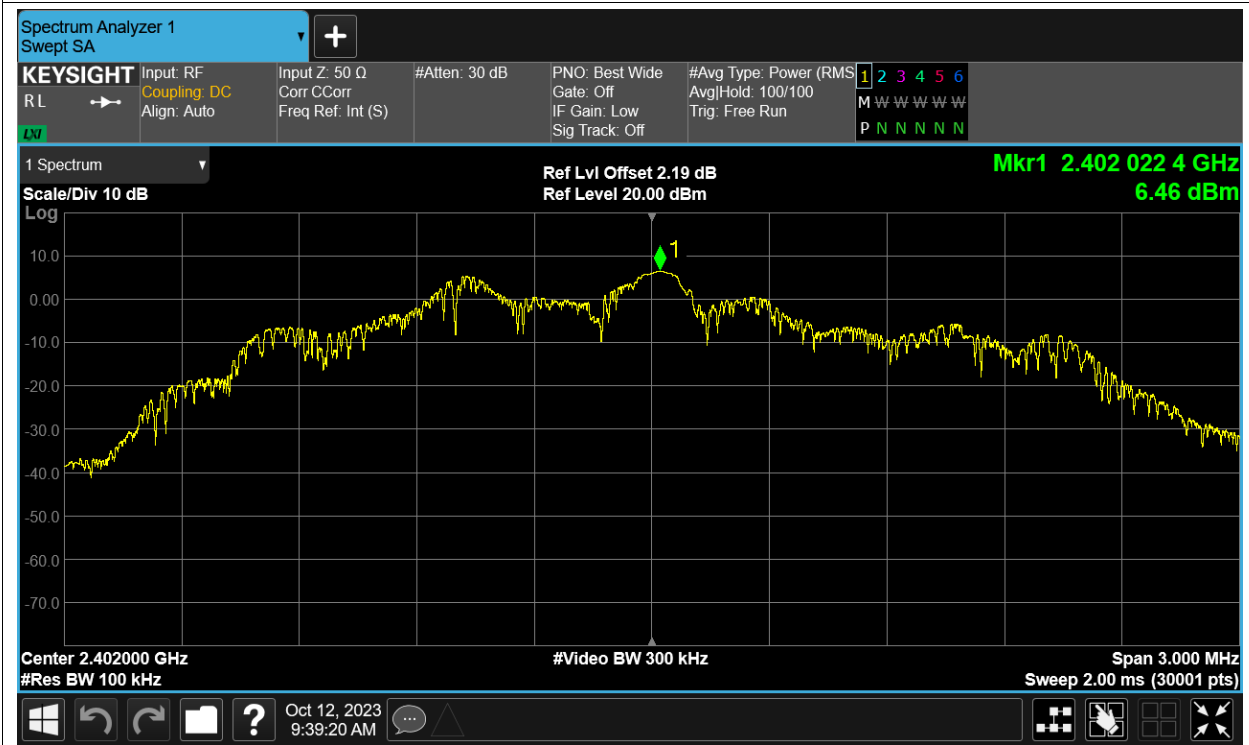 Spectrum Analyzer 1
Swept SA
+
KEYSIGHT
RL
LXI
Input: RF
Coupling: DC
Align: Auto
Input Z: 50 Ω
Corr CCorr
Freq Ref: Int (S)
#Atten: 30 dB
PNO: Best Wide
Gate: Off
IF Gain: Low
Sig Track: Off
#Avg Type: Power (RMS
Avg|Hold: 100/100
Trig: Free Run
1 2 3 4 5 6
M W W W W W
P N N N N N
1 Spectrum
Scale/Div 10 dB
Log
Ref Lvl Offset 2.19 dB
Ref Level 20.00 dBm
Mkr1 2.402 022 4 GHz
6.46 dBm
1
10.0
0.00
-10.0
-20.0
-30.0
-40.0
-50.0
-60.0
-70.0
Center 2.402000 GHz
#Res BW 100 kHz
#Video BW 300 kHz
Span 3.000 MHz
Sweep 2.00 ms (30001 pts)
?
Oct 12, 2023
9:39:20 AM